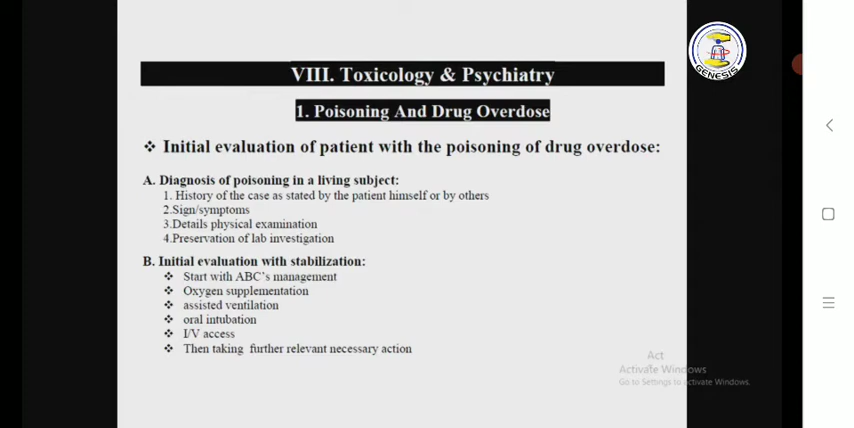 GENESIS
VIII. Toxicology & Psychiatry
1. Poisoning And Drug Overdose
❖ Initial evaluation of patient with the poisoning of drug overdose:
A. Diagnosis of poisoning in a living subject:
1. History of the case as stated by the patient himself or by others
2.Sign/symptoms
3.Details physical examination
4.Preservation of lab investigation
B. Initial evaluation with stabilization:
❖ Start with ABC's management
❖ Oxygen supplementation
❖ assisted ventilation
❖ oral intubation
❖ I/V access
❖ Then taking further relevant necessary action
Act
Activate Windows
Go to Settings to activate Windows.